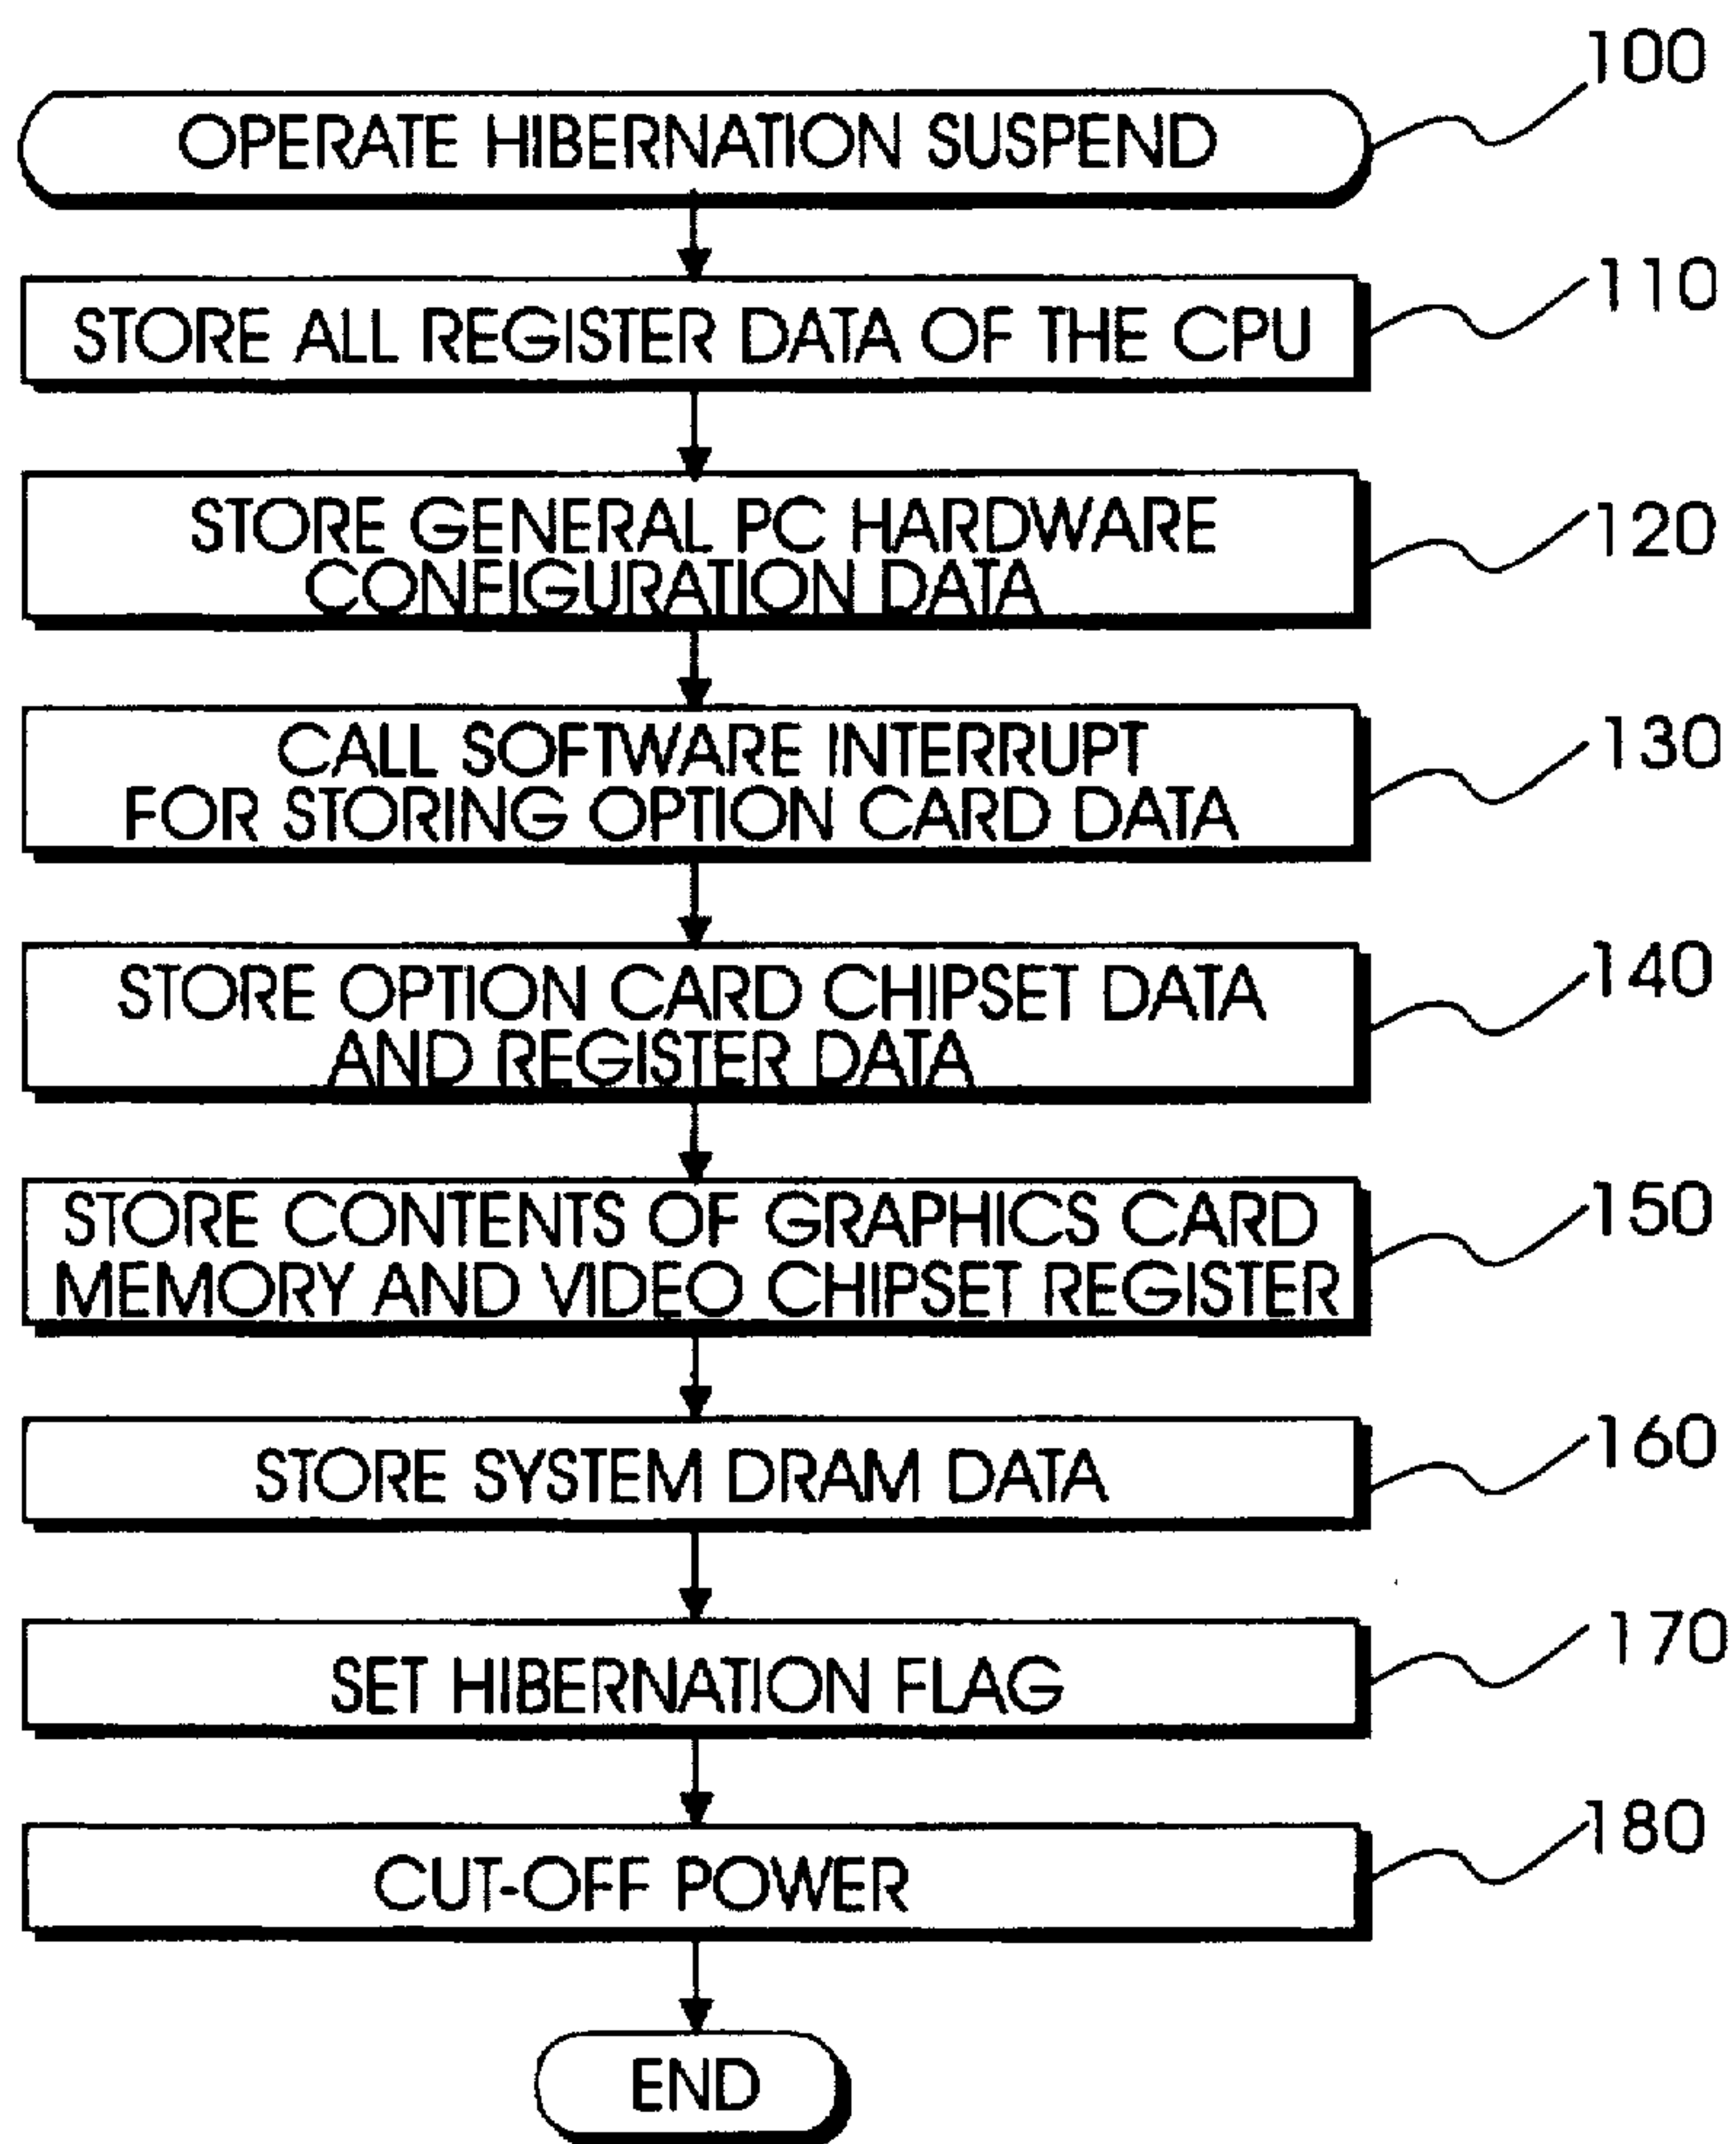 100
OPERATE HIBERNATION SUSPEND
110
STORE ALL REGISTER DATA OF THE CPU
120
STORE GENERAL PC HARDWARE
CONFIGURATION DATA
130
CALL SOFTWARE INTERRUPT
FOR STORING OPTION CARD DATA
140
STORE OPTION CARD CHIPSET DATA
AND REGISTER DATA
150
STORE CONTENTS OF GRAPHICS CARD
MEMORY AND VIDEO CHIPSET REGISTER
160
STORE SYSTEM DRAM DATA
170
SET HIBERNATION FLAG
180
CUT-OFF POWER
END